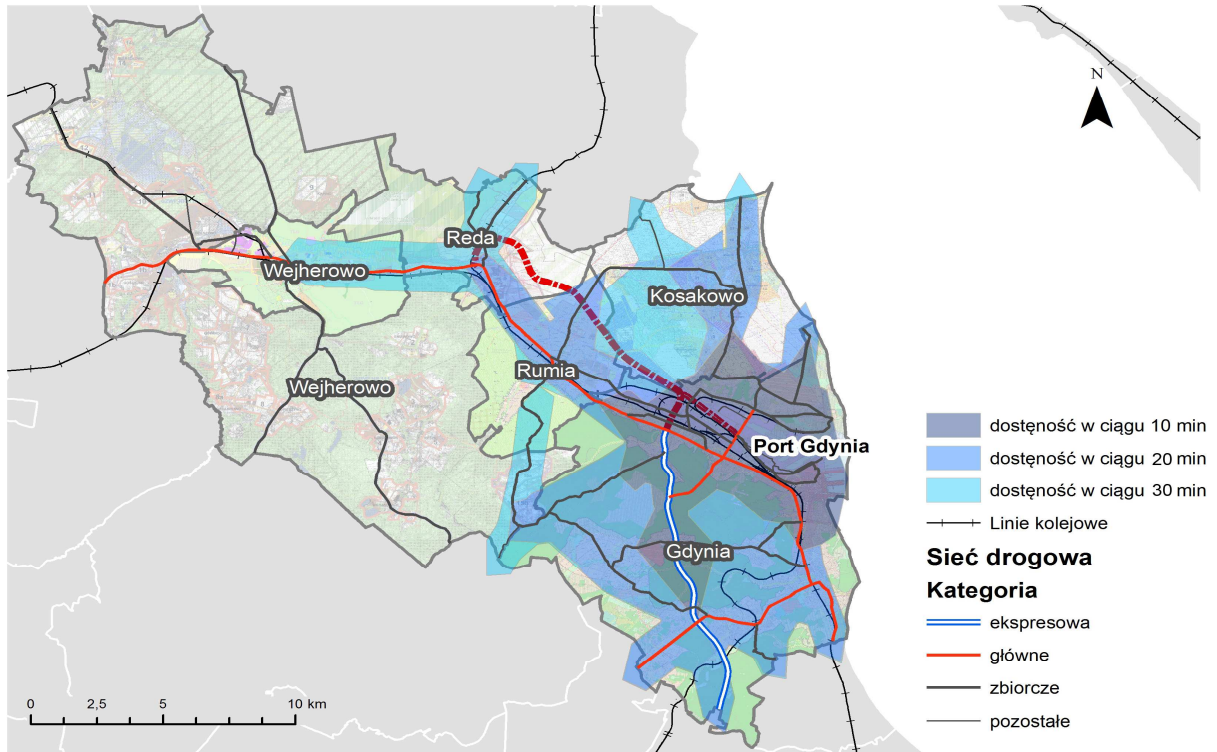 N
Reda
Wejherowo
Kosakowo
Rumia
Wejherowo
Port Gdynia
Gdynia
dostęność w ciągu 10 min
dostęność w ciągu 20 min
dostęność w ciągu 30 min
Linie kolejowe
Sieć drogowa
Kategoria
ekspresowa
główne
zbiorcze
pozostałe
0 2,5 5 10 km